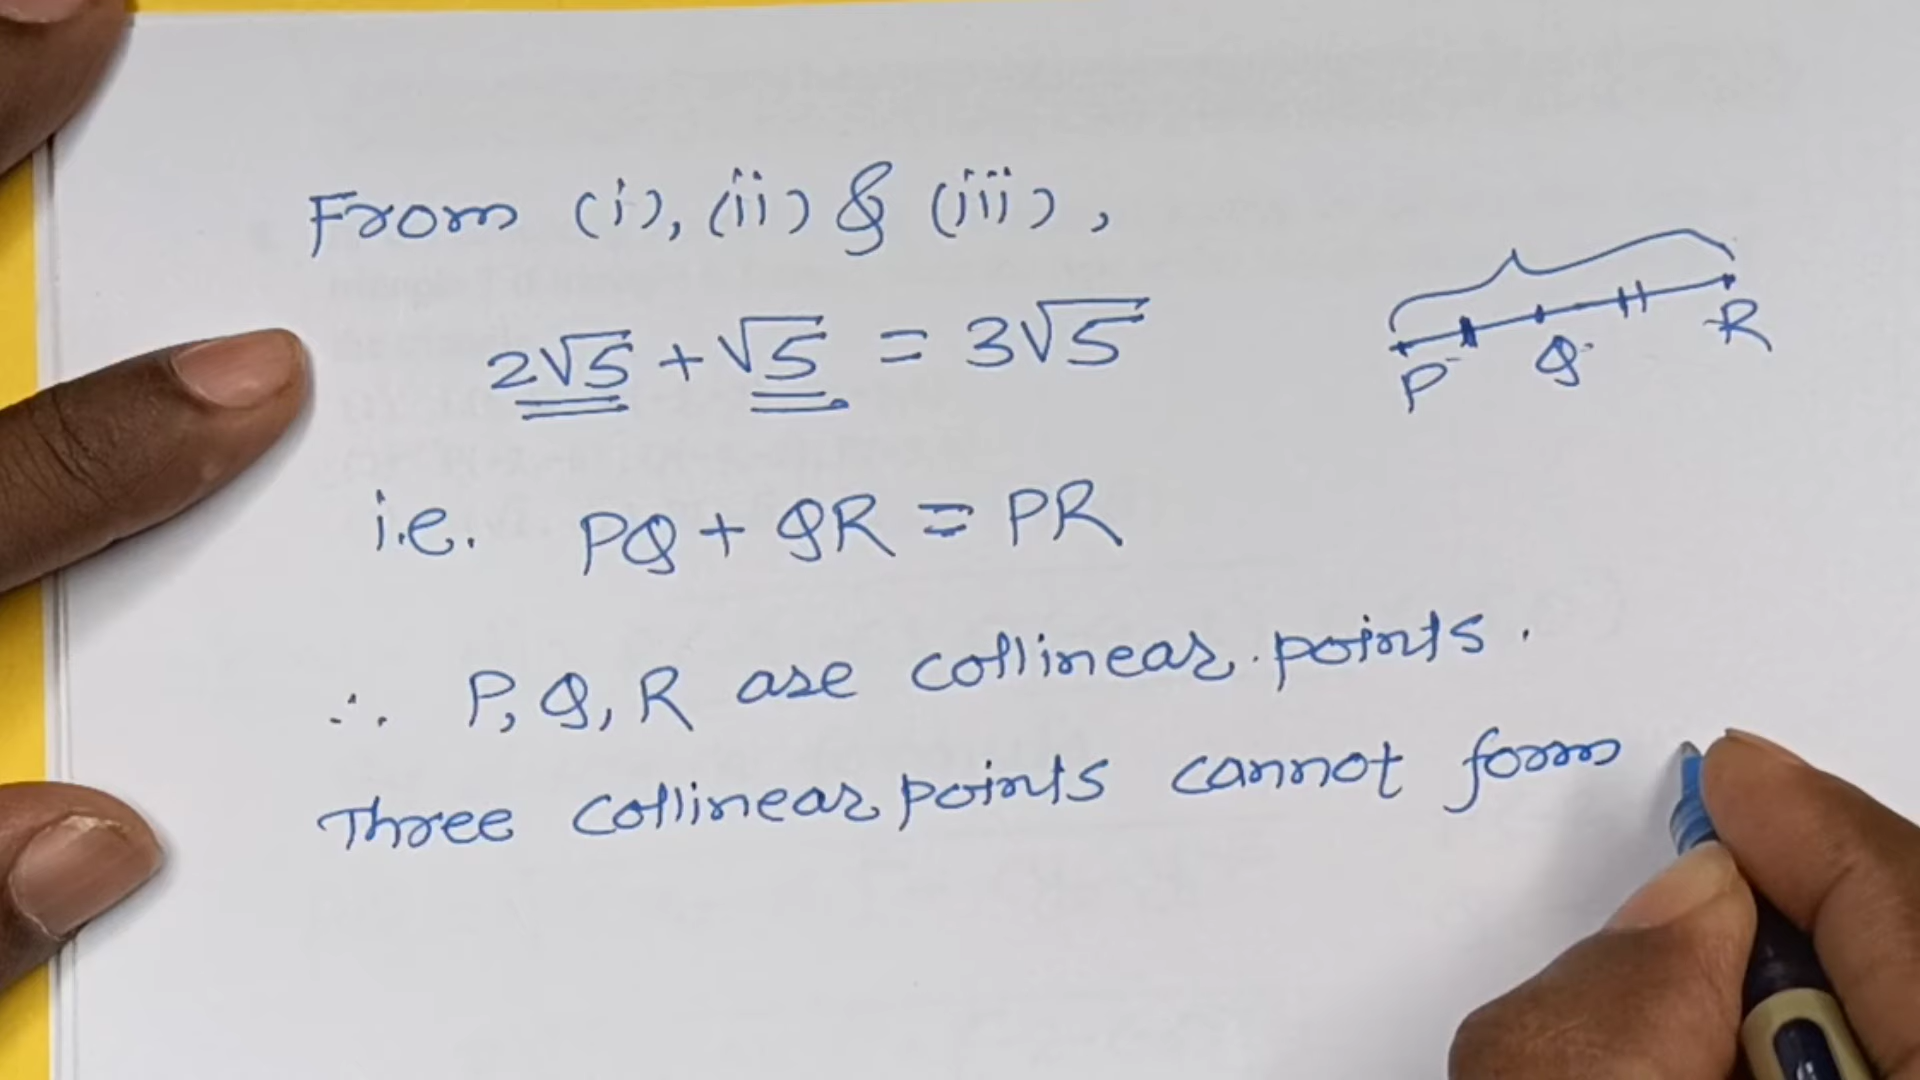 From (i), (ii) & (iii),
2√5 + √5 = 3√5
P Q R
i.e. PQ + QR = PR
∴ P, Q, R are collinear points.
Three collinear points cannot form